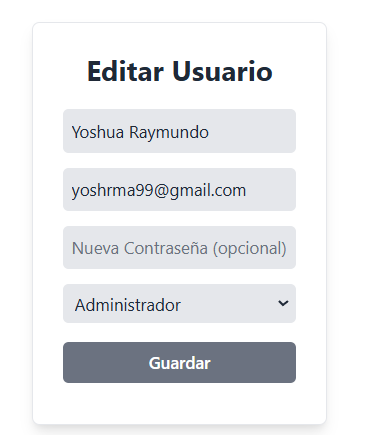 Editar Usuario
Yoshua Raymundo
yoshrma99@gmail.com
Nueva Contraseña (opcional)
Administrador
Guardar